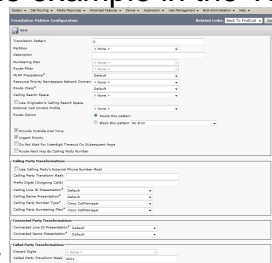 System ▾ Call Routing ▾ Media Resources ▾ Advanced Features ▾ Device ▾ Application ▾ User Management ▾ Bulk Administration ▾ Help ▾
Translation Pattern Configuration
Related Links: Back To Find/List
Save
Translation Pattern
Partition < None >
Description
Numbering Plan < None >
Route Filter < None >
MLPP Precedence* Default
Resource Priority Namespace Network Domain < None >
Route Class* Default
Calling Search Space < None >
Use Originator's Calling Search Space
External Call Control Profile < None >
Route Option Route this pattern
Block this pattern No Error
Provide Outside Dial Tone
Urgent Priority
Do Not Wait For Interdigit Timeout On Subsequent Hops
Route Next Hop By Calling Party Number
Calling Party Transformations
Use Calling Party's External Phone Number Mask
Calling Party Transform Mask
Prefix Digits (Outgoing Calls)
Calling Line ID Presentation* Default
Calling Name Presentation* Default
Calling Party Number Type* Cisco CallManager
Calling Party Numbering Plan* Cisco CallManager
Connected Party Transformations
Connected Line ID Presentation* Default
Connected Name Presentation* Default
Called Party Transformations
Discard Digits < None >
Called Party Transform Mask